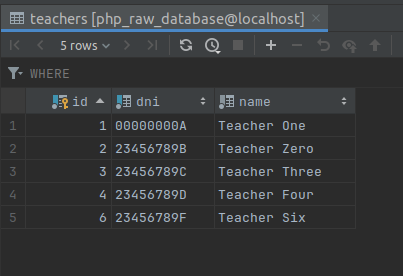 teachers [php_raw_database@localhost]
5 rows
WHERE
id dni name
1 1 00000000A Teacher One
2 2 23456789B Teacher Zero
3 3 23456789C Teacher Three
4 4 23456789D Teacher Four
5 6 23456789F Teacher Six